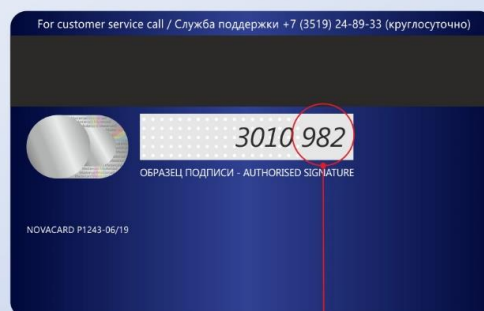 For customer service call / Служба поддержки +7 (3519) 24-89-33 (круглосуточно)
3010 982
ОБРАЗЕЦ ПОДПИСИ - AUTHORISED SIGNATURE
NOVACARD P1243-06/19